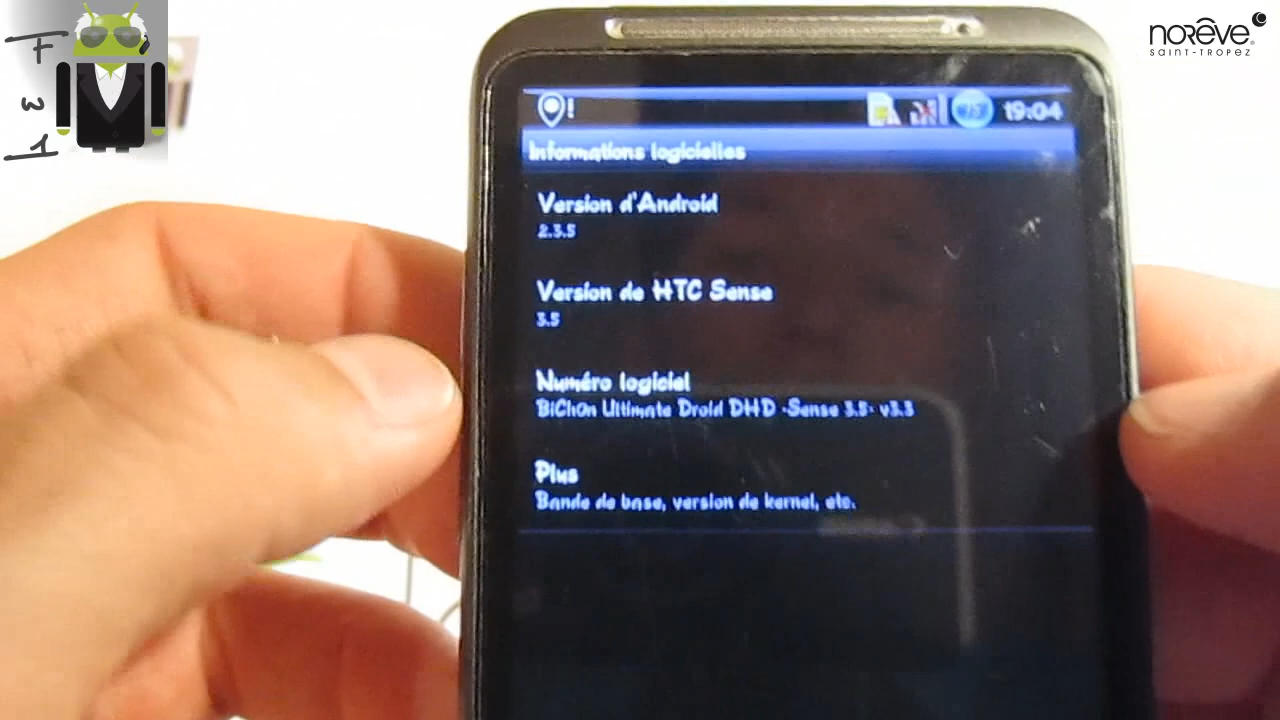 F
W
1
norêve
SAINT-TROPEZ
19:04
Informations logicielles
Version d'Android
2.3.5
Version de HTC Sense
3.5
Numéro logiciel
BiCh0n Ultimate Droid DHD -Sense 3.5- v3.3
Plus
Bande de base, version de kernel, etc.